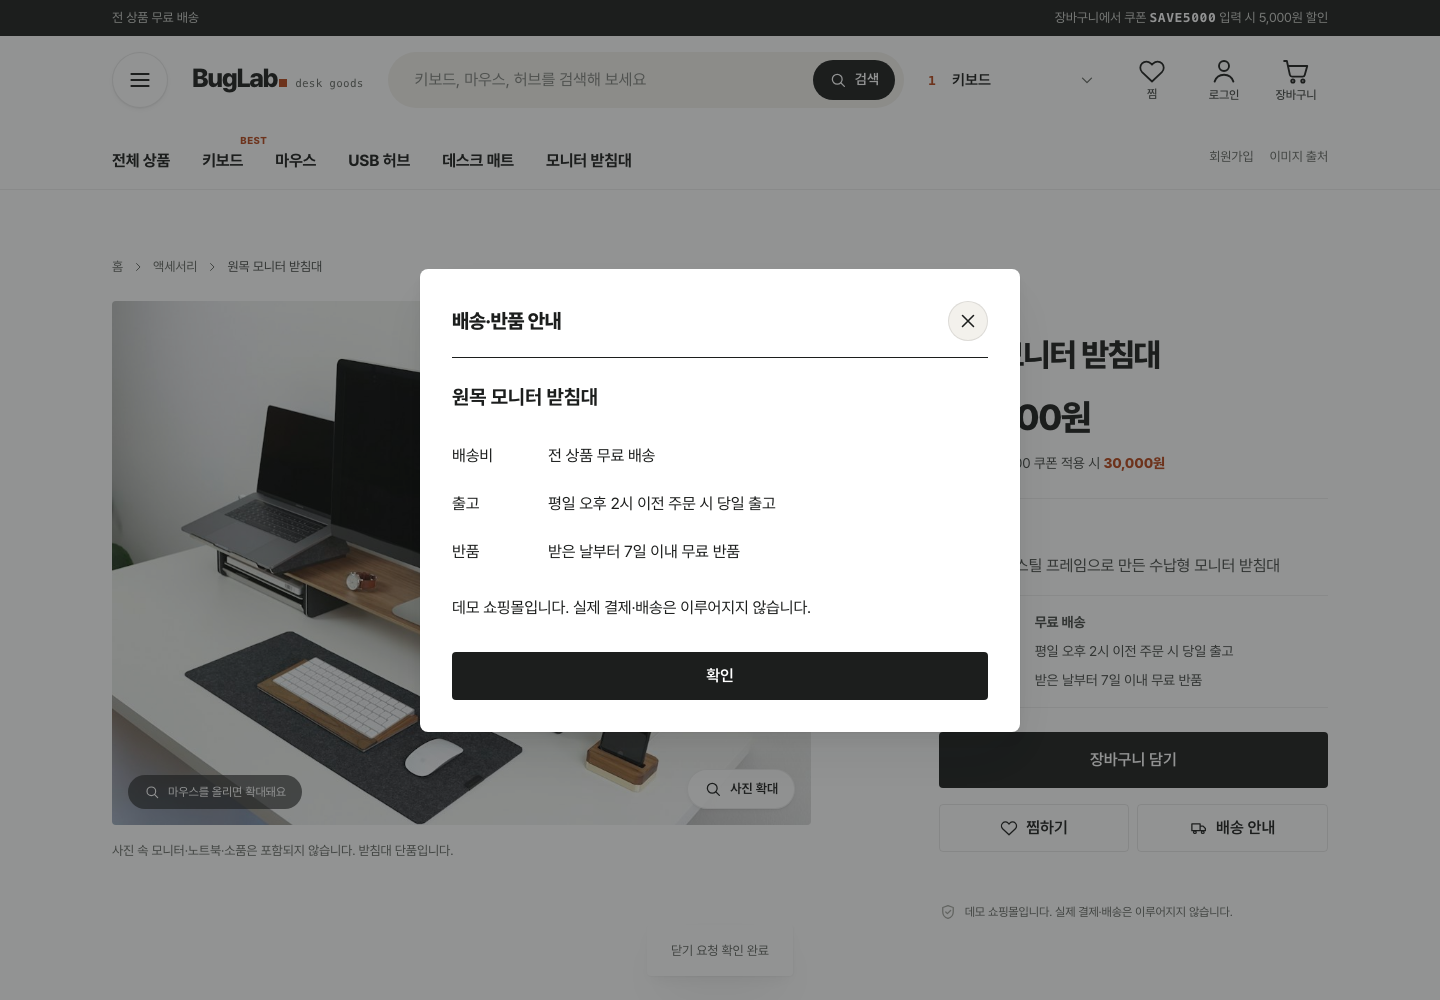 전 상품 무료 배송
장바구니에서 쿠폰 SAVE5000 입력 시 5,000원 할인
BugLab desk goods
키보드, 마우스, 허브를 검색해 보세요
검색
1 키보드
찜
로그인
장바구니
BEST
전체 상품 키보드 마우스 USB 허브 데스크 매트 모니터 받침대
회원가입 이미지 출처
홈 > 액세서리 > 원목 모니터 받침대
배송·반품 안내
원목 모니터 받침대
배송비 전 상품 무료 배송
출고 평일 오후 2시 이전 주문 시 당일 출고
반품 받은 날부터 7일 이내 무료 반품
데모 쇼핑몰입니다. 실제 결제·배송은 이루어지지 않습니다.
확인
모니터 받침대
00원
00 쿠폰 적용 시 30,000원
스틸 프레임으로 만든 수납형 모니터 받침대
무료 배송
평일 오후 2시 이전 주문 시 당일 출고
받은 날부터 7일 이내 무료 반품
장바구니 담기
찜하기
배송 안내
데모 쇼핑몰입니다. 실제 결제·배송은 이루어지지 않습니다.
마우스를 올리면 확대돼요
사진 확대
사진 속 모니터·노트북·소품은 포함되지 않습니다. 받침대 단품입니다.
닫기 요청 확인 완료